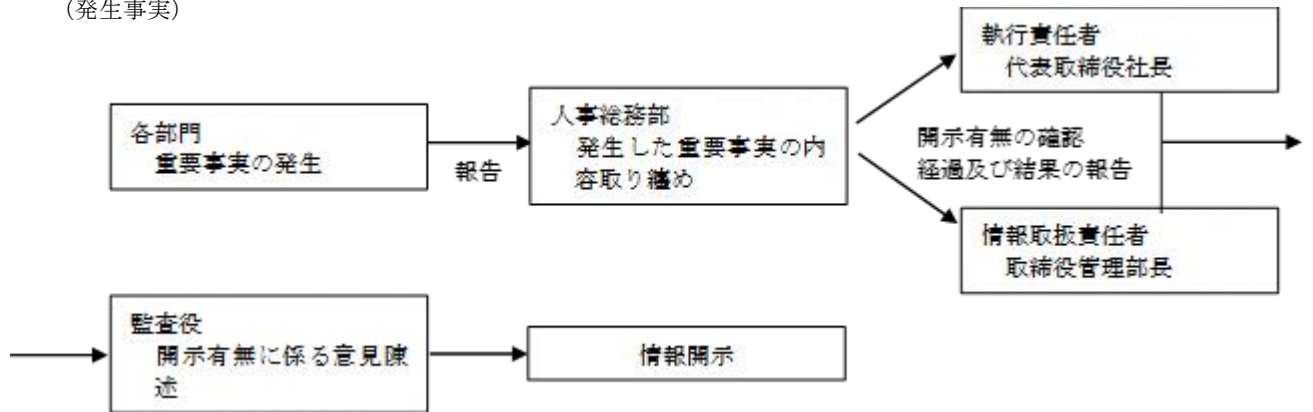 (発生事実)
執行責任者
代表取締役社長
各部門
重要事実の発生
報告
人事総務部
発生した重要事実の内
容取り纏め
開示有無の確認
経過及び結果の報告
情報取扱責任者
取締役管理部長
監査役
開示有無に係る意見陳
述
情報開示